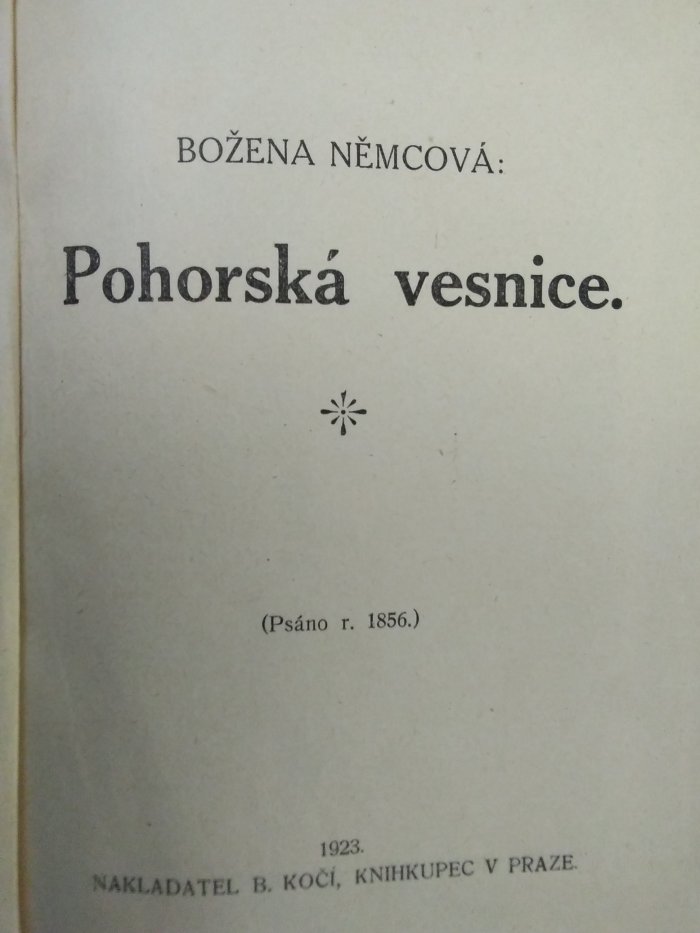 BOŽENA NĚMCOVÁ:
Pohorská vesnice.
(Psáno r. 1856.)
1923.
NAKLADATEL B. KOČÍ, KNIHKUPEC V PRAZE.